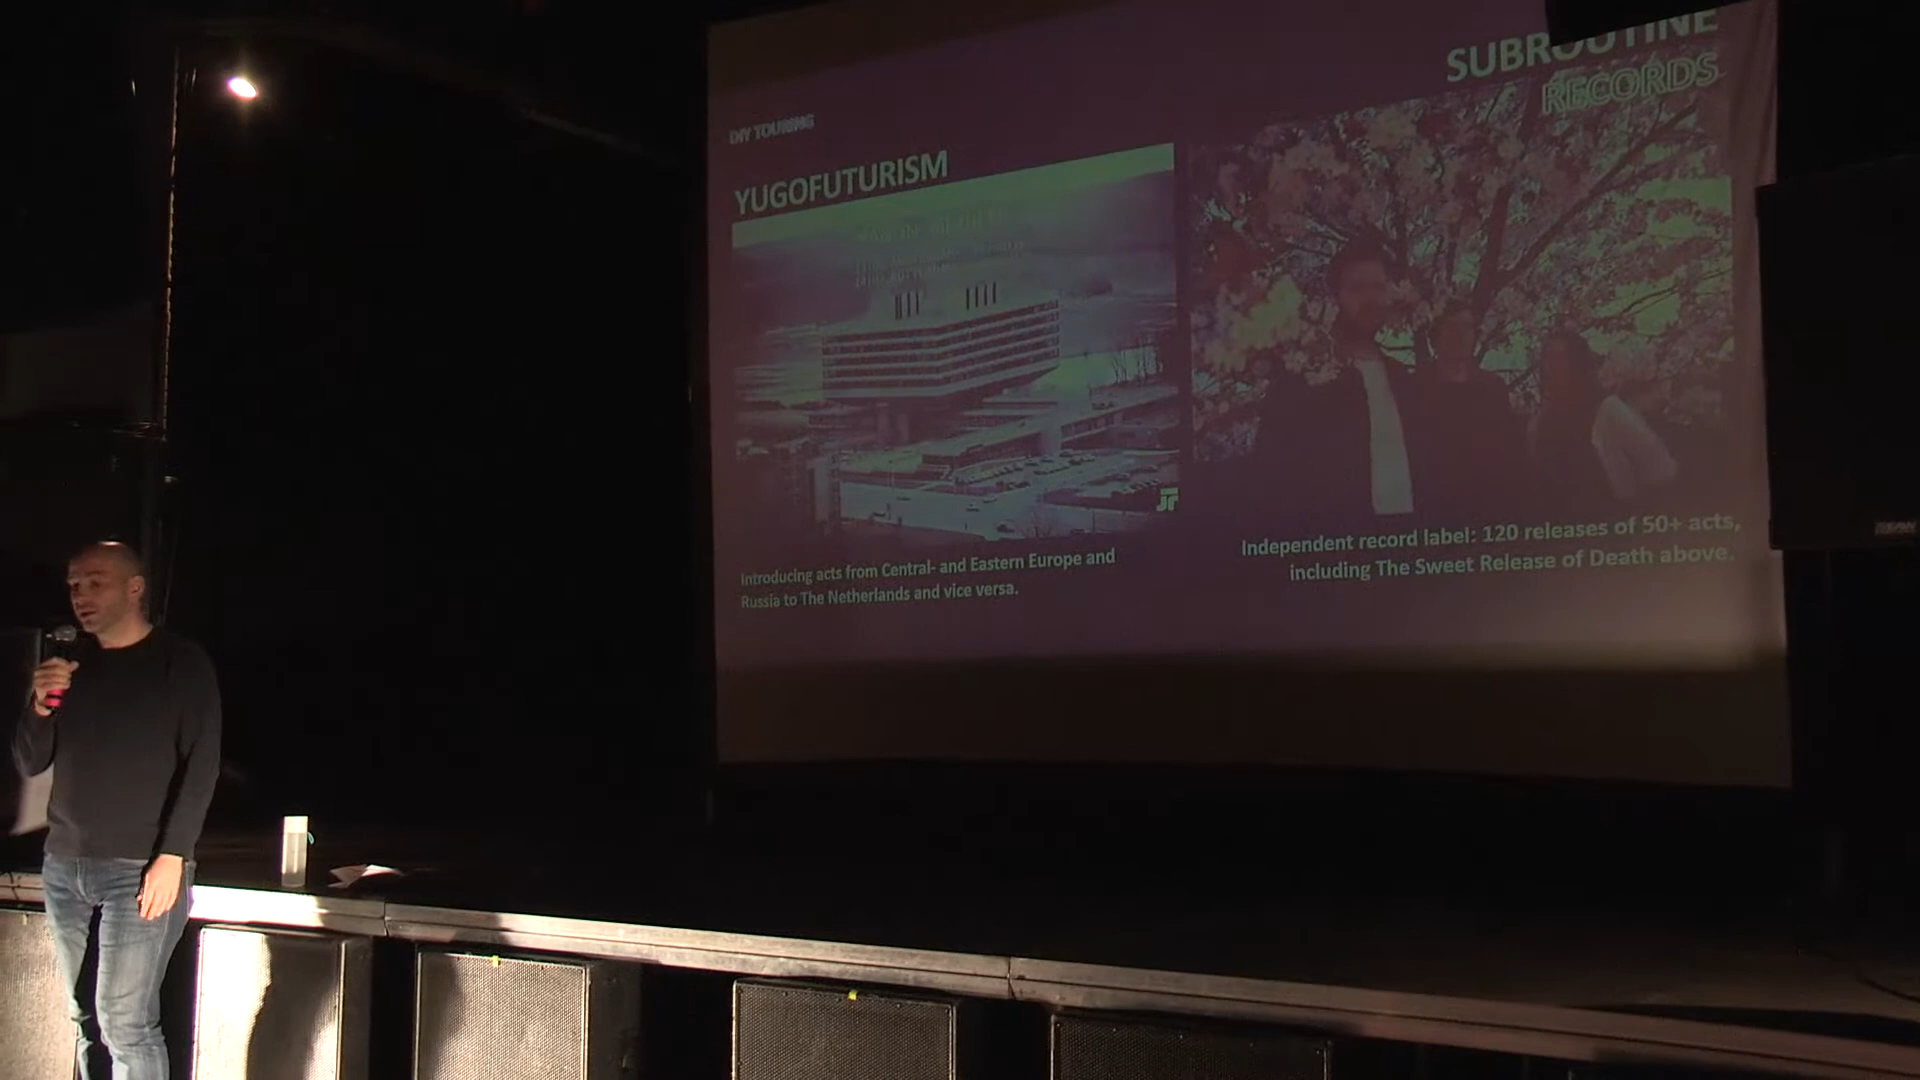 DIY TOURING
YUGOFUTURISM
Introducing acts from Central- and Eastern Europe and
Russia to The Netherlands and vice versa.
SUBROUTINE
RECORDS
Independent record label: 120 releases of 50+ acts,
including The Sweet Release of Death above.